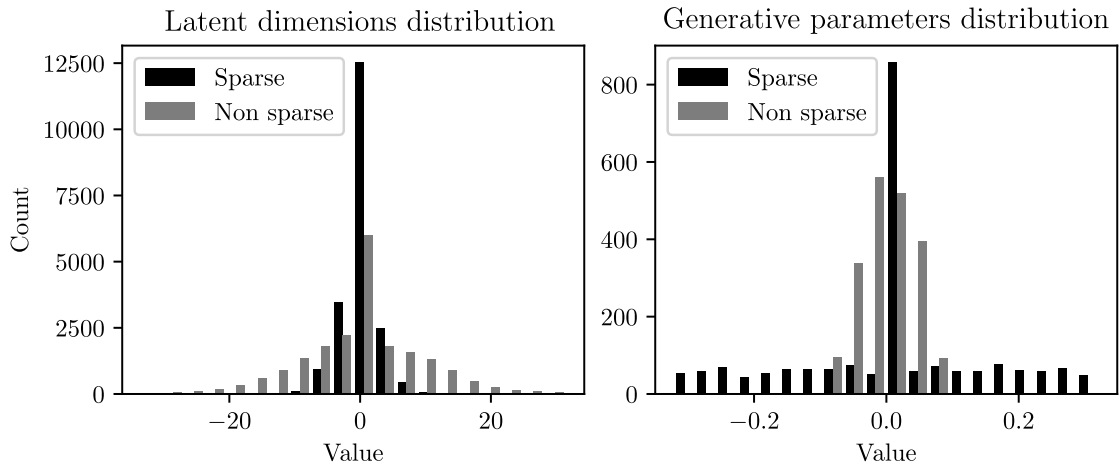 Latent dimensions distribution
12500
10000
7500
5000
2500
0
Count
Sparse
Non sparse
−20
0
20
Value
Generative parameters distribution
800
600
400
200
0
Sparse
Non sparse
−0.2
0.0
0.2
Value